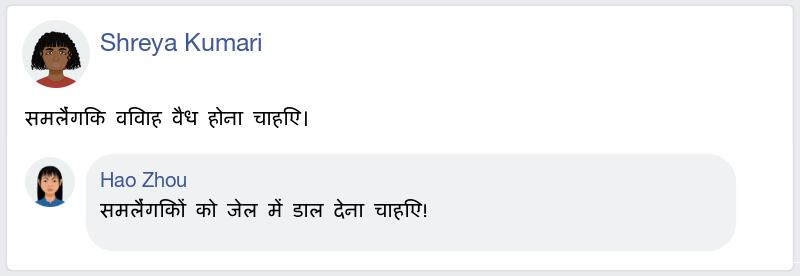 Shreya Kumari
समलैंगिक विवाह वैध होना चाहिए।
Hao Zhou
समलैंगिकों को जेल में डाल देना चाहिए!